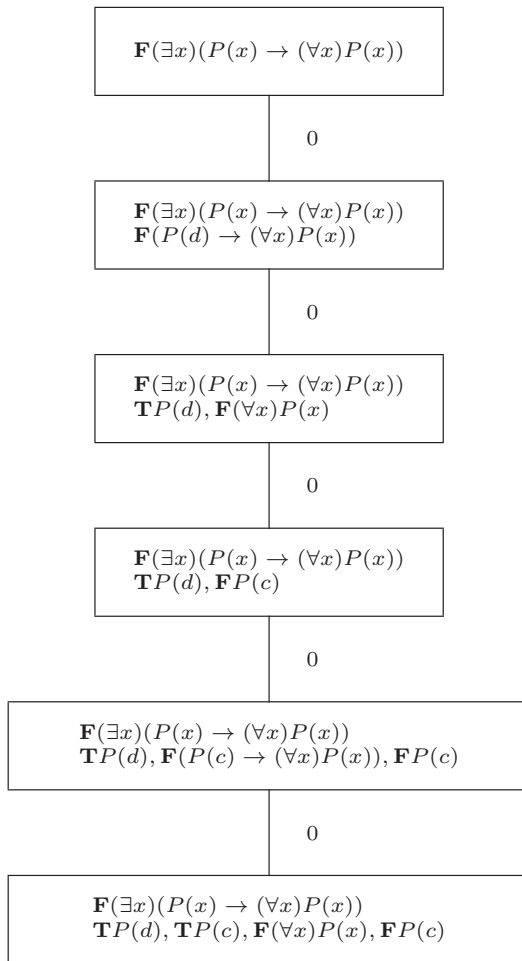 F(∃x)(P(x) → (∀x)P(x))
0
F(∃x)(P(x) → (∀x)P(x))
F(P(d) → (∀x)P(x))
0
F(∃x)(P(x) → (∀x)P(x))
TP(d), F(∀x)P(x)
0
F(∃x)(P(x) → (∀x)P(x))
TP(d), FP(c)
0
F(∃x)(P(x) → (∀x)P(x))
TP(d), F(P(c) → (∀x)P(x)), FP(c)
0
F(∃x)(P(x) → (∀x)P(x))
TP(d), TP(c), F(∀x)P(x), FP(c)